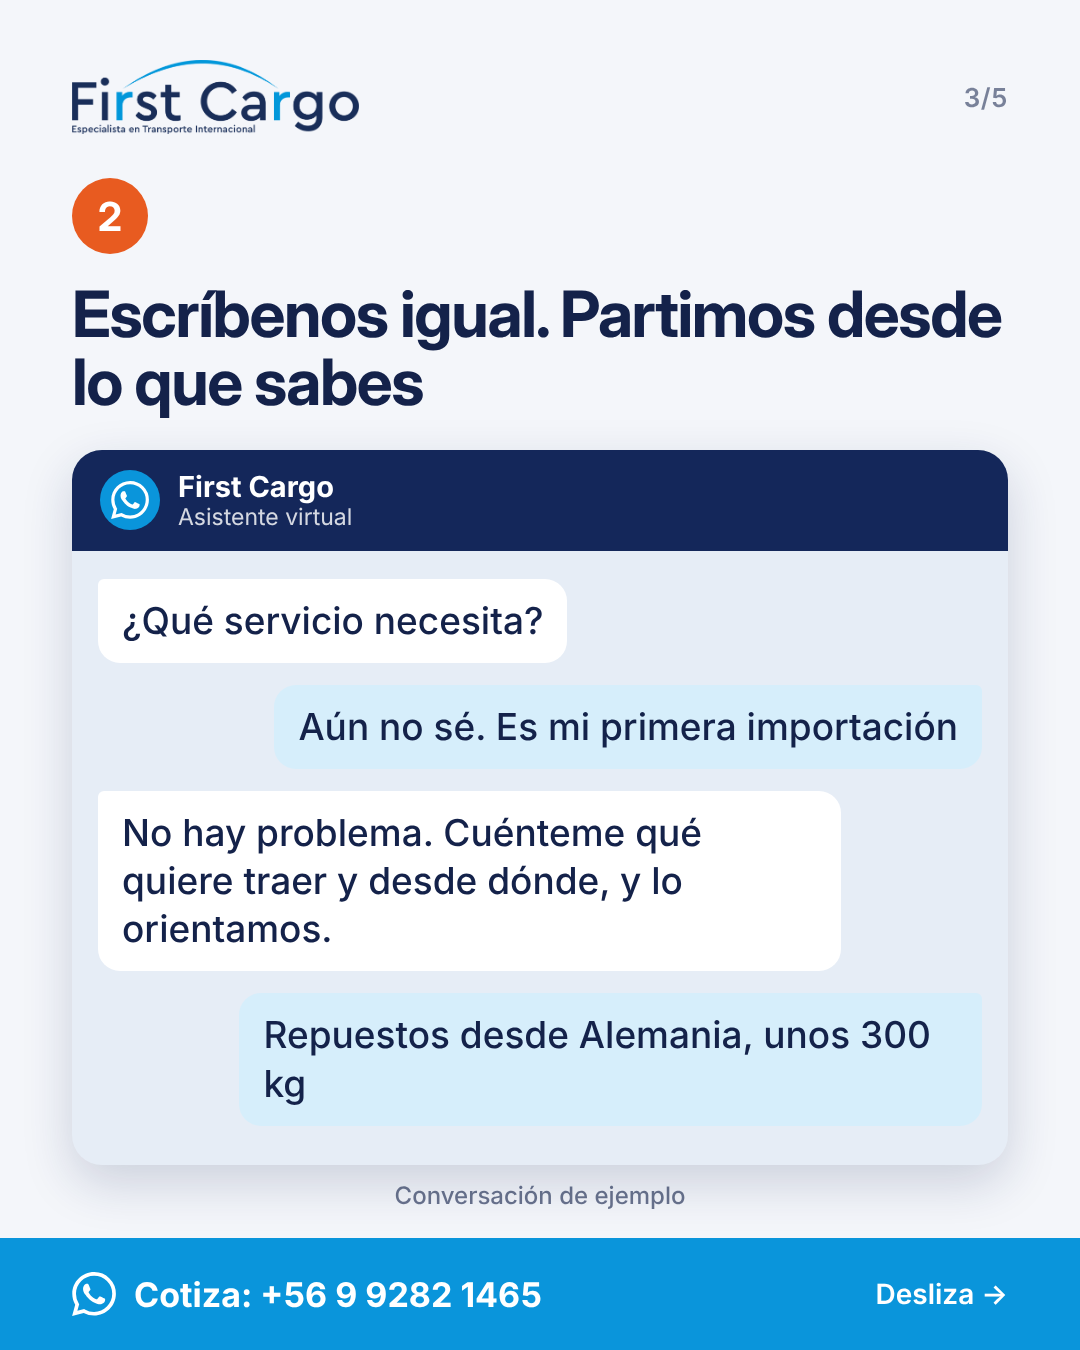 First Cargo
Especialista en Transporte Internacional
3/5
2
Escríbenos igual. Partimos desde
lo que sabes
First Cargo
Asistente virtual
¿Qué servicio necesita?
Aún no sé. Es mi primera importación
No hay problema. Cuénteme qué
quiere traer y desde dónde, y lo
orientamos.
Repuestos desde Alemania, unos 300
kg
Conversación de ejemplo
Cotiza: +56 9 9282 1465
Desliza →